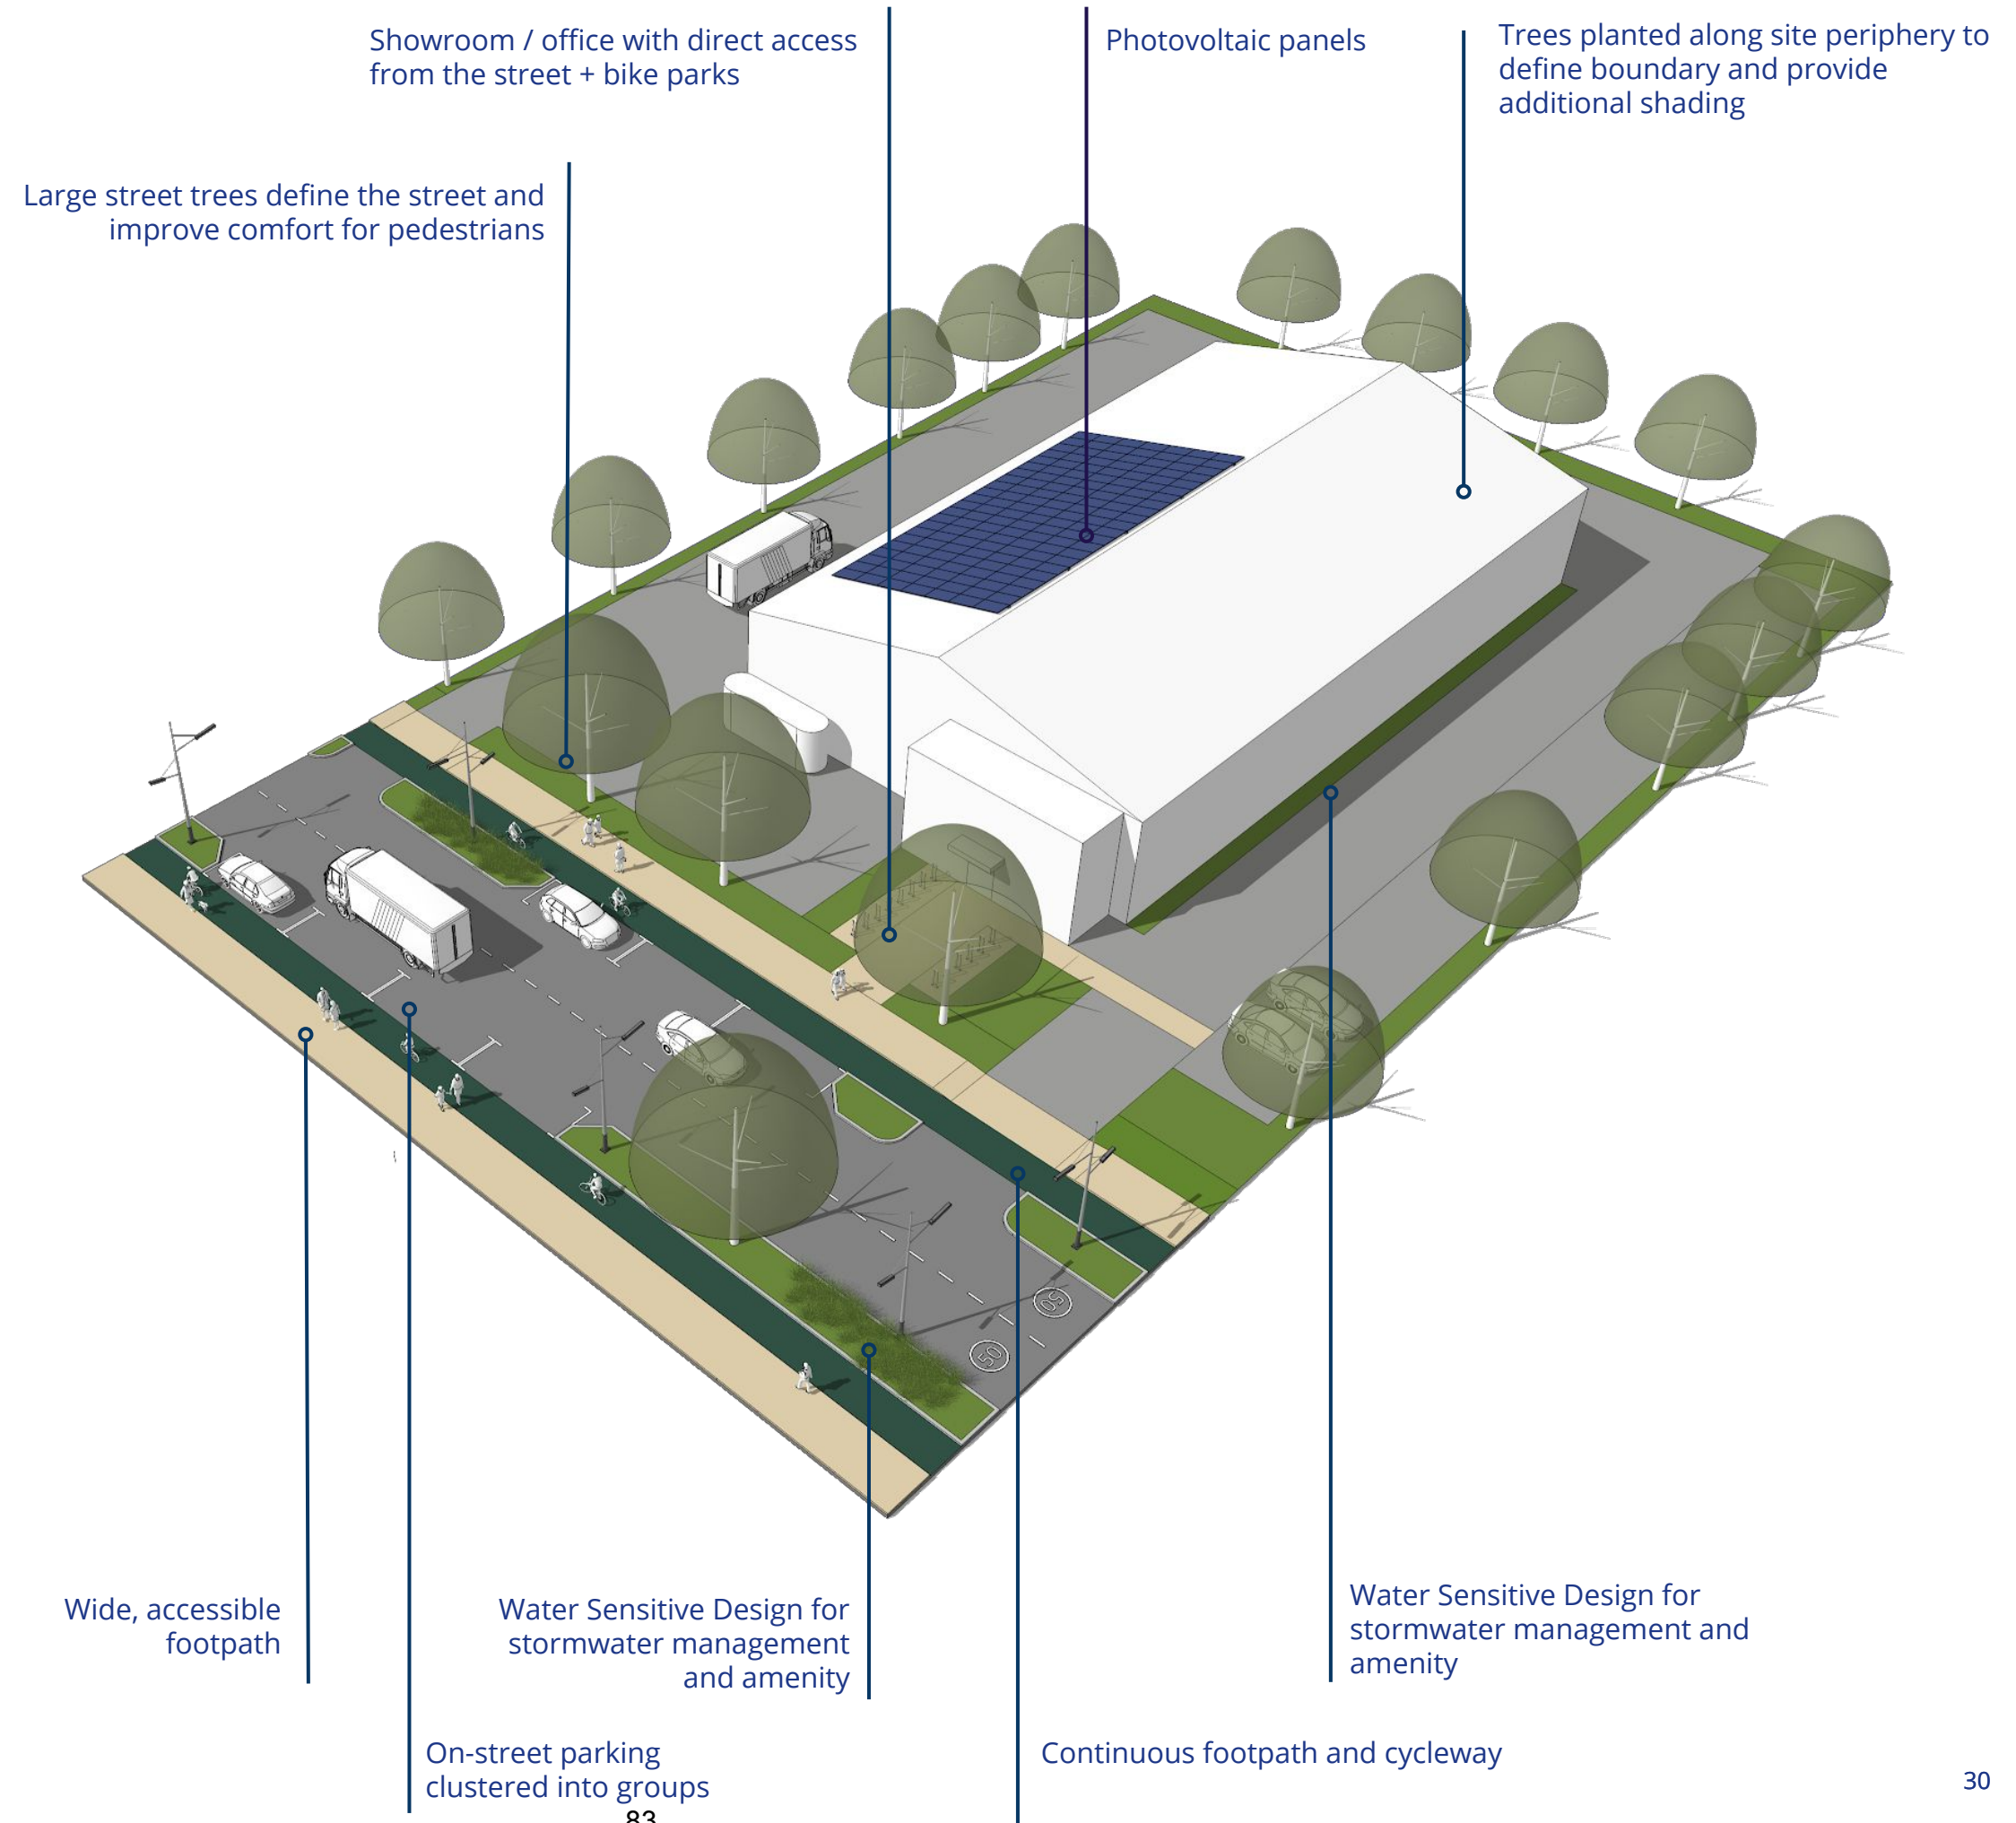 Showroom / office with direct access
from the street + bike parks
Photovoltaic panels
Trees planted along site periphery to
define boundary and provide
additional shading
Large street trees define the street and
improve comfort for pedestrians
50
50
Wide, accessible
footpath
Water Sensitive Design for
stormwater management
and amenity
Water Sensitive Design for
stormwater management and
amenity
On-street parking
clustered into groups
Continuous footpath and cycleway
30
83